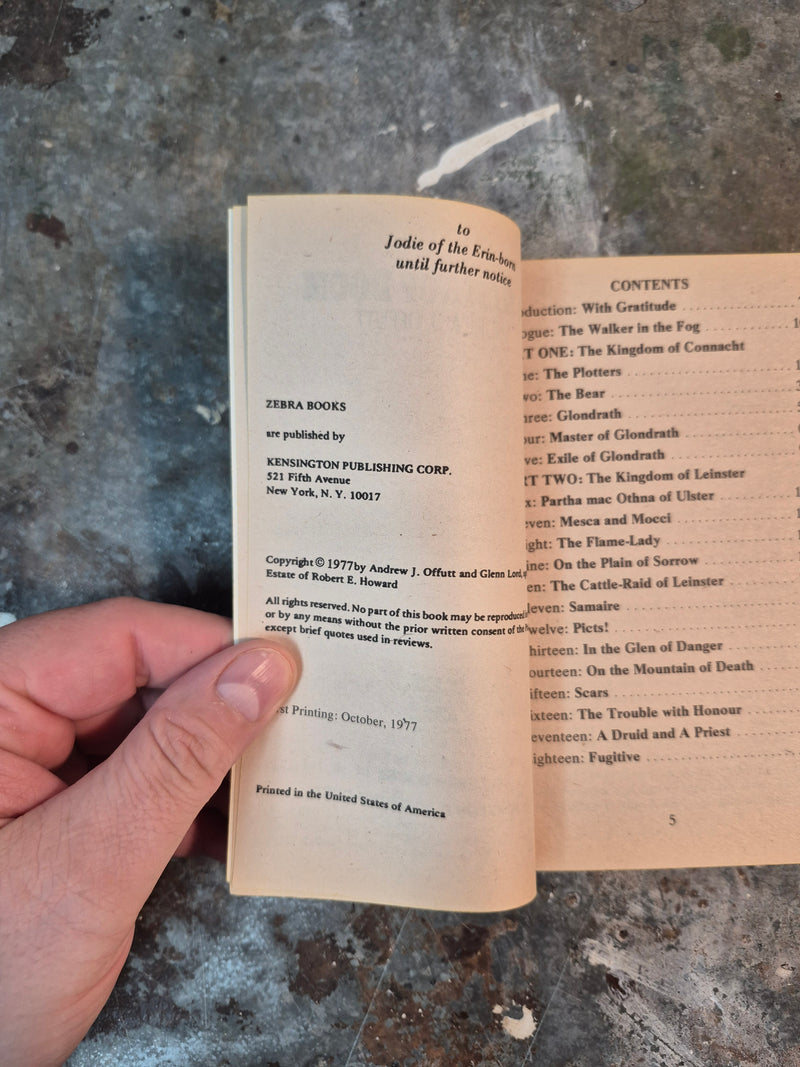 to
Jodie of the Erin-born
until further notice
ZEBRA BOOKS
are published by
KENSINGTON PUBLISHING CORP.
521 Fifth Avenue
New York, N. Y. 10017
Copyright © 1977 by Andrew J. Offutt and Glenn Lord,
Estate of Robert E. Howard
All rights reserved. No part of this book may be reproduced
or by any means without the prior written consent of the
except brief quotes used in reviews.
st Printing: October, 1977
Printed in the United States of America
CONTENTS
duction: With Gratitude
ogue: The Walker in the Fog
T ONE: The Kingdom of Connacht
ne: The Plotters
wo: The Bear
hree: Glondrath
our: Master of Glondrath
ve: Exile of Glondrath
RT TWO: The Kingdom of Leinster
x: Partha mac Othna of Ulster
even: Mesca and Mocci
ight: The Flame-Lady
ine: On the Plain of Sorrow
en: The Cattle-Raid of Leinster
leven: Samaire
welve: Picts!
hirteen: In the Glen of Danger
ourteen: On the Mountain of Death
ifteen: Scars
ixteen: The Trouble with Honour
eventeen: A Druid and A Priest
ighteen: Fugitive
5